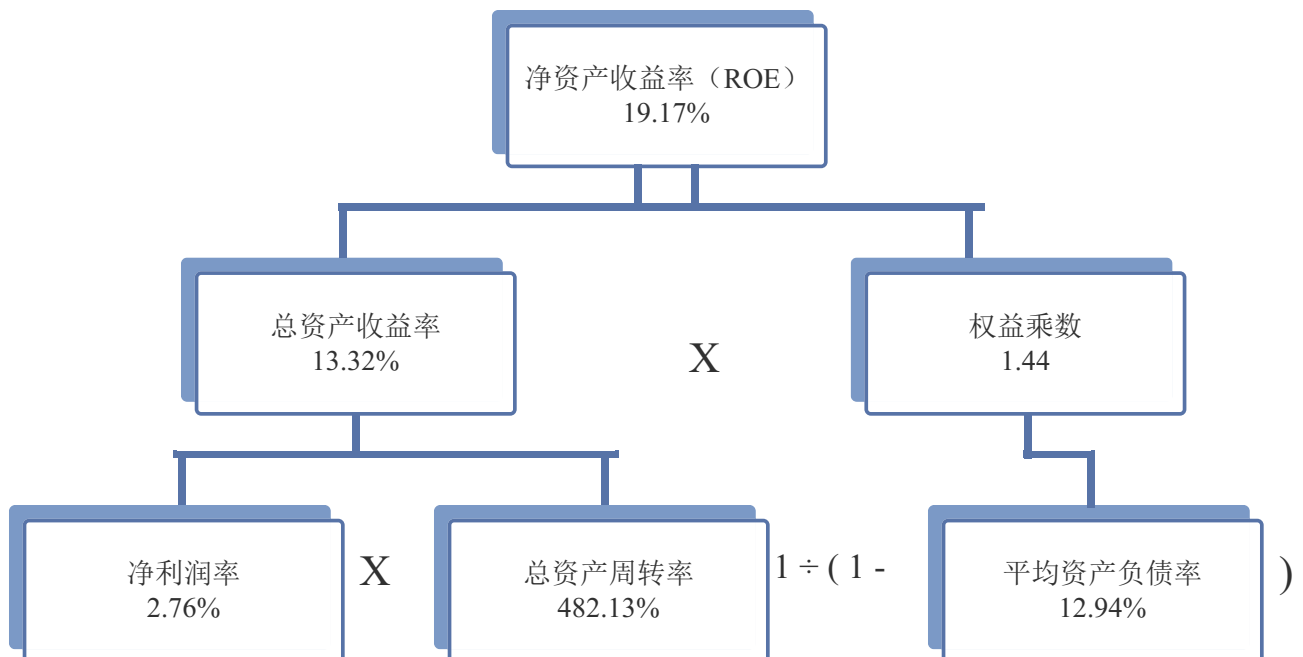 净资产收益率（ROE）
19.17%
总资产收益率
13.32%
X
权益乘数
1.44
净利润率
2.76%
X
总资产周转率
482.13%
1 ÷ ( 1 -
平均资产负债率
12.94%
)